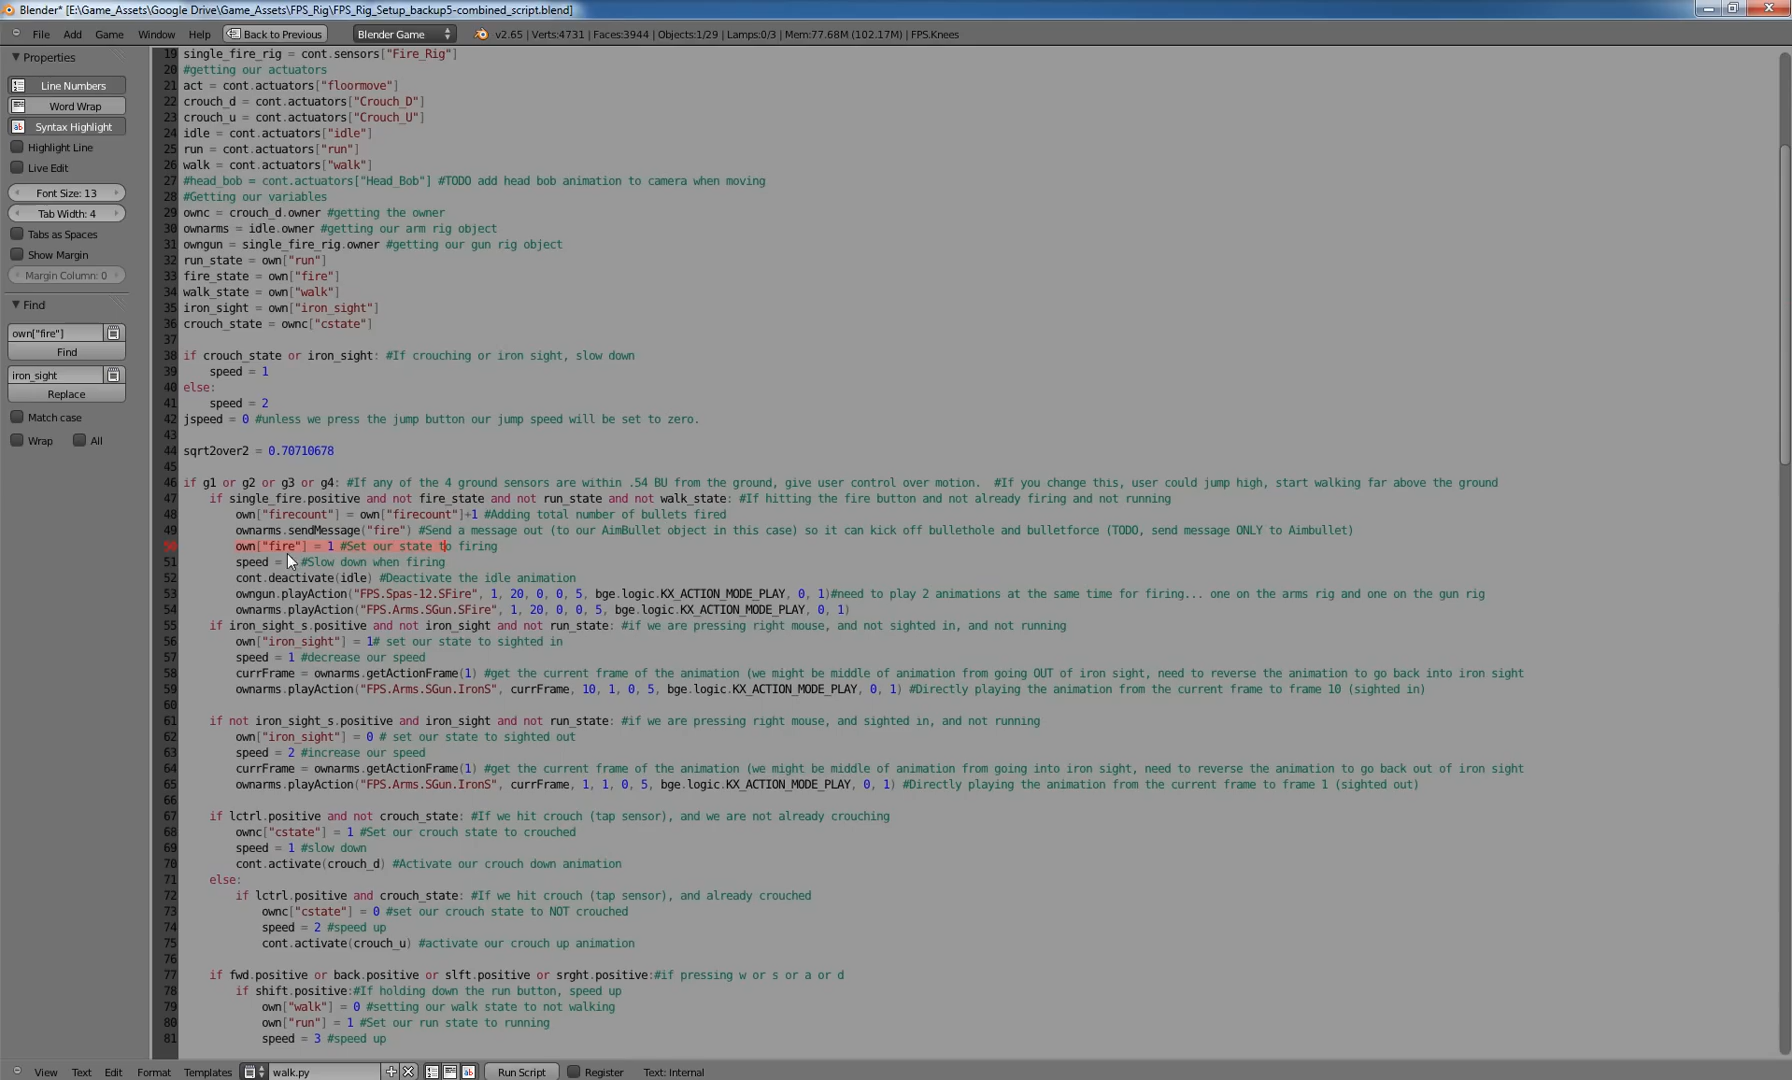 Blender* [E:\Game_Assets\Google Drive\Game_Assets\FPS_Rig\FPS_Rig_Setup_backup5-combined_script.blend]
File Add Game Window Help Back to Previous Blender Game v2.65 | Verts:4731 | Faces:3944 | Objects:1/29 | Lamps:0/3 | Mem:77.68M (102.17M) | FPS.Knees
Properties
Line Numbers
Word Wrap
Syntax Highlight
Highlight Line
Live Edit
Font Size: 13
Tab Width: 4
Tabs as Spaces
Show Margin
Margin Column: 0
Find
own["fire"]
Find
iron_sight
Replace
Match case
Wrap All
19 single_fire_rig = cont.sensors["Fire_Rig"]
20 #getting our actuators
21 act = cont.actuators["floormove"]
22 crouch_d = cont.actuators["Crouch_D"]
23 crouch_u = cont.actuators["Crouch_U"]
24 idle = cont.actuators["idle"]
25 run = cont.actuators["run"]
26 walk = cont.actuators["walk"]
27 #head_bob = cont.actuators["Head_Bob"] #TODO add head bob animation to camera when moving
28 #Getting our variables
29 ownc = crouch_d.owner #getting the owner
30 ownarms = idle.owner #getting our arm rig object
31 owngun = single_fire_rig.owner #getting our gun rig object
32 run_state = own["run"]
33 fire_state = own["fire"]
34 walk_state = own["walk"]
35 iron_sight = own["iron_sight"]
36 crouch_state = ownc["cstate"]
37
38 if crouch_state or iron_sight: #If crouching or iron sight, slow down
39 speed = 1
40 else:
41 speed = 2
42 jspeed = 0 #unless we press the jump button our jump speed will be set to zero.
43
44 sqrt2over2 = 0.70710678
45
46 if g1 or g2 or g3 or g4: #If any of the 4 ground sensors are within .54 BU from the ground, give user control over motion.  #If you change this, user could jump high, start walking far above the ground
47 if single_fire.positive and not fire_state and not run_state and not walk_state: #If hitting the fire button and not already firing and not running
48 own["firecount"] = own["firecount"]+1 #Adding total number of bullets fired
49 ownarms.sendMessage("fire") #Send a message out (to our AimBullet object in this case) so it can kick off bullethole and bulletforce (TODO, send message ONLY to Aimbullet)
50 own["fire"] = 1 #Set our state to firing
51 speed = #Slow down when firing
52 cont.deactivate(idle) #Deactivate the idle animation
53 owngun.playAction("FPS.Spas-12.SFire", 1, 20, 0, 0, 5, bge.logic.KX_ACTION_MODE_PLAY, 0, 1)#need to play 2 animations at the same time for firing... one on the arms rig and one on the gun rig
54 ownarms.playAction("FPS.Arms.SGun.SFire", 1, 20, 0, 0, 5, bge.logic.KX_ACTION_MODE_PLAY, 0, 1)
55 if iron_sight_s.positive and not iron_sight and not run_state: #if we are pressing right mouse, and not sighted in, and not running
56 own["iron_sight"] = 1# set our state to sighted in
57 speed = 1 #decrease our speed
58 currFrame = ownarms.getActionFrame(1) #get the current frame of the animation (we might be middle of animation from going OUT of iron sight, need to reverse the animation to go back into iron sight
59 ownarms.playAction("FPS.Arms.SGun.IronS", currFrame, 10, 1, 0, 5, bge.logic.KX_ACTION_MODE_PLAY, 0, 1) #Directly playing the animation from the current frame to frame 10 (sighted in)
60
61 if not iron_sight_s.positive and iron_sight and not run_state: #if we are pressing right mouse, and sighted in, and not running
62 own["iron_sight"] = 0 # set our state to sighted out
63 speed = 2 #increase our speed
64 currFrame = ownarms.getActionFrame(1) #get the current frame of the animation (we might be middle of animation from going into iron sight, need to reverse the animation to go back out of iron sight
65 ownarms.playAction("FPS.Arms.SGun.IronS", currFrame, 1, 1, 0, 5, bge.logic.KX_ACTION_MODE_PLAY, 0, 1) #Directly playing the animation from the current frame to frame 1 (sighted out)
66
67 if lctrl.positive and not crouch_state: #If we hit crouch (tap sensor), and we are not already crouching
68 ownc["cstate"] = 1 #Set our crouch state to crouched
69 speed = 1 #slow down
70 cont.activate(crouch_d) #Activate our crouch down animation
71 else:
72 if lctrl.positive and crouch_state: #If we hit crouch (tap sensor), and already crouched
73 ownc["cstate"] = 0 #set our crouch state to NOT crouched
74 speed = 2 #speed up
75 cont.activate(crouch_u) #activate our crouch up animation
76
77 if fwd.positive or back.positive or slft.positive or srght.positive:#if pressing w or s or a or d
78 if shift.positive:#If holding down the run button, speed up
79 own["walk"] = 0 #setting our walk state to not walking
80 own["run"] = 1 #Set our run state to running
81 speed = 3 #speed up
View Text Edit Format Templates walk.py Run Script Register Text: Internal